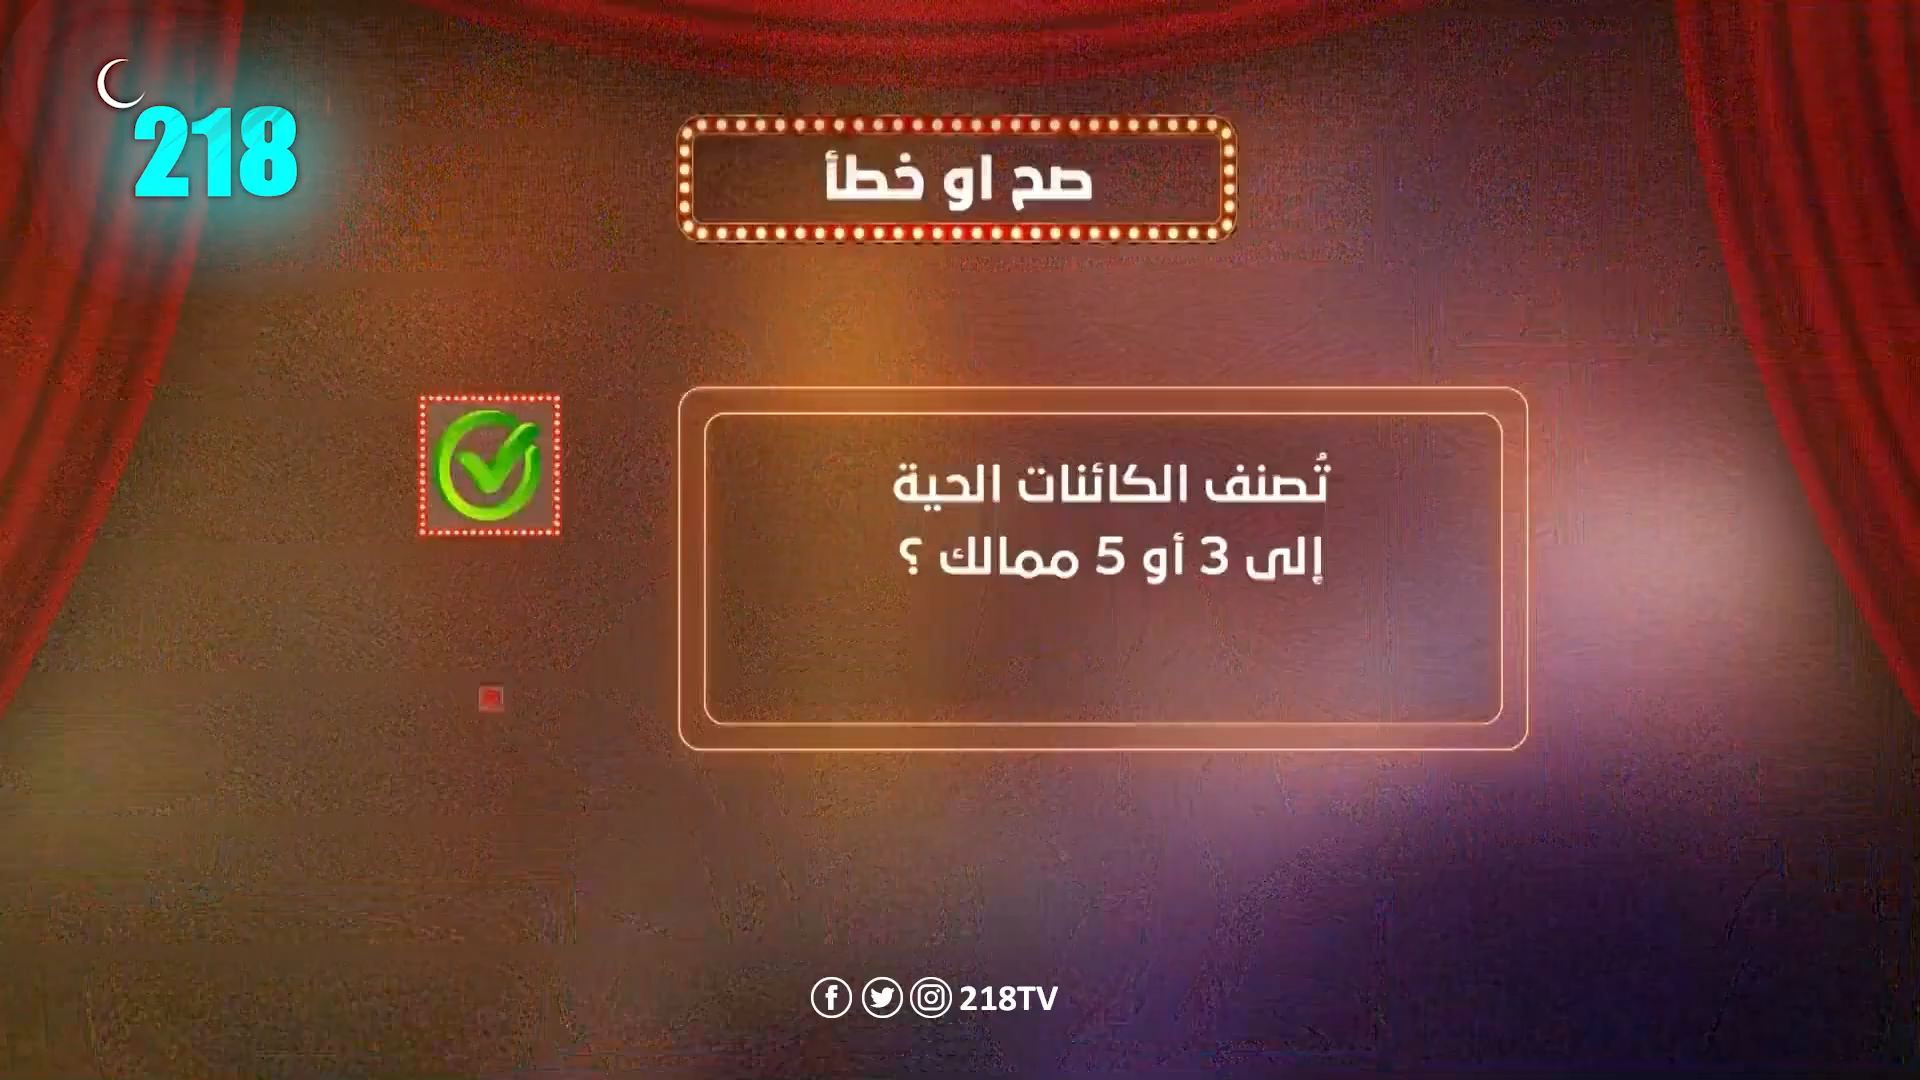 218
صح او خطأ
تُصنف الكائنات الحية
إلى 3 أو 5 ممالك ؟
218TV